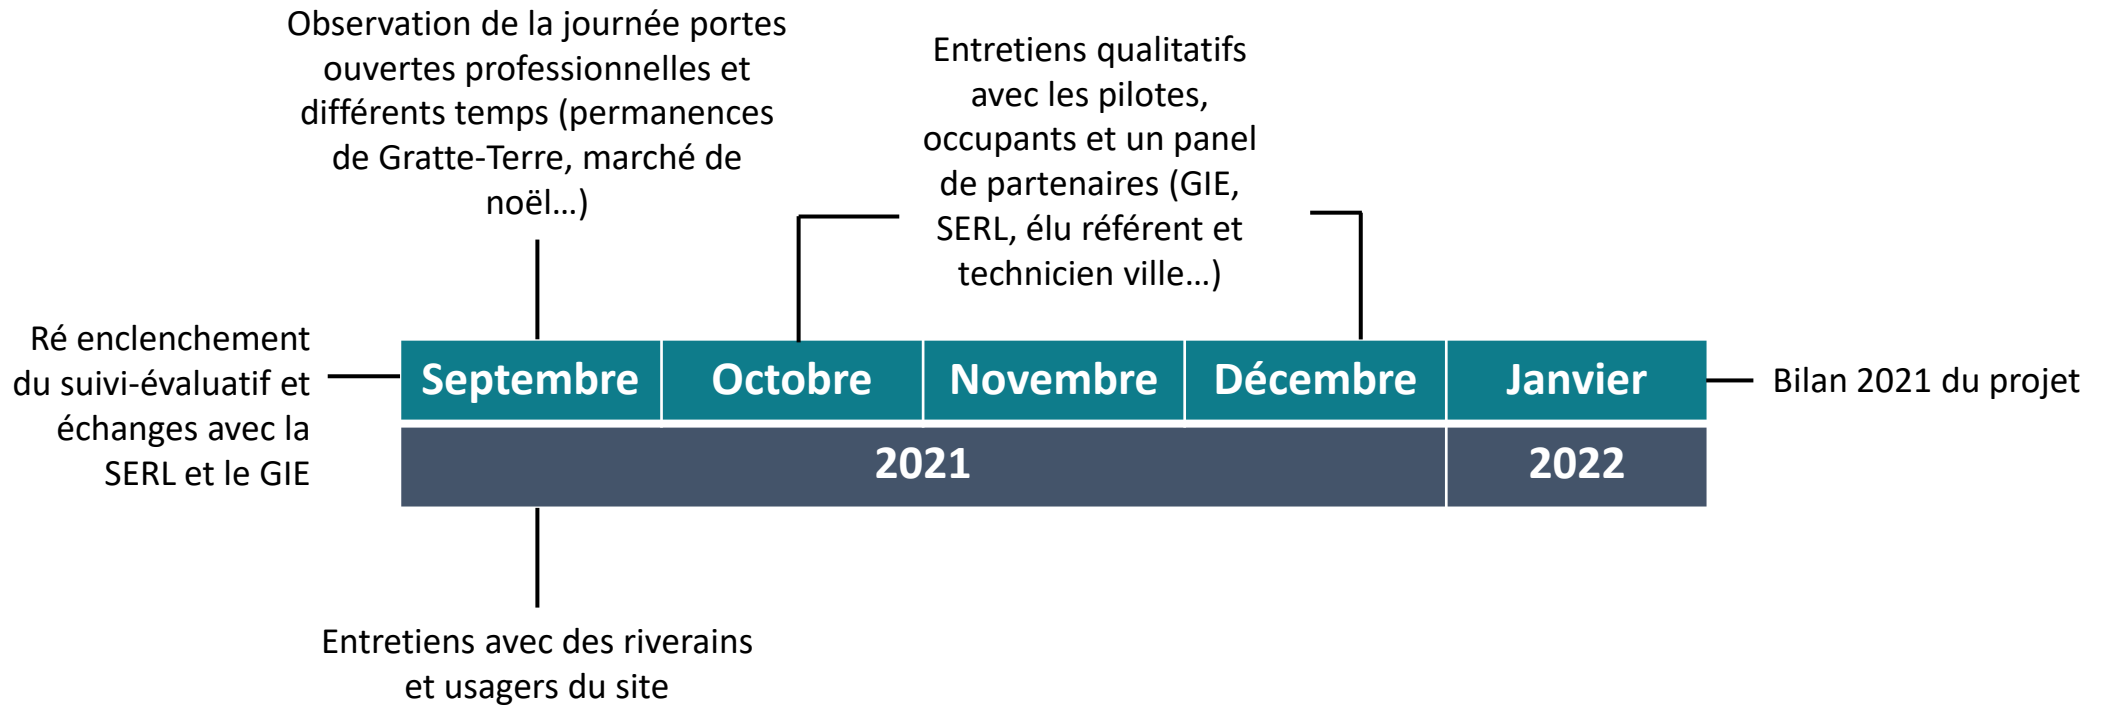 Observation de la journée portes
ouvertes professionnelles et
différents temps (permanences
de Gratte-Terre, marché de
noël…)
Entretiens qualitatifs
avec les pilotes,
occupants et un panel
de partenaires (GIE,
SERL, élu référent et
technicien ville…)
Ré enclenchement
du suivi-évaluatif et
échanges avec la
SERL et le GIE
Septembre Octobre Novembre Décembre Janvier
2021 2022
Bilan 2021 du projet
Entretiens avec des riverains
et usagers du site